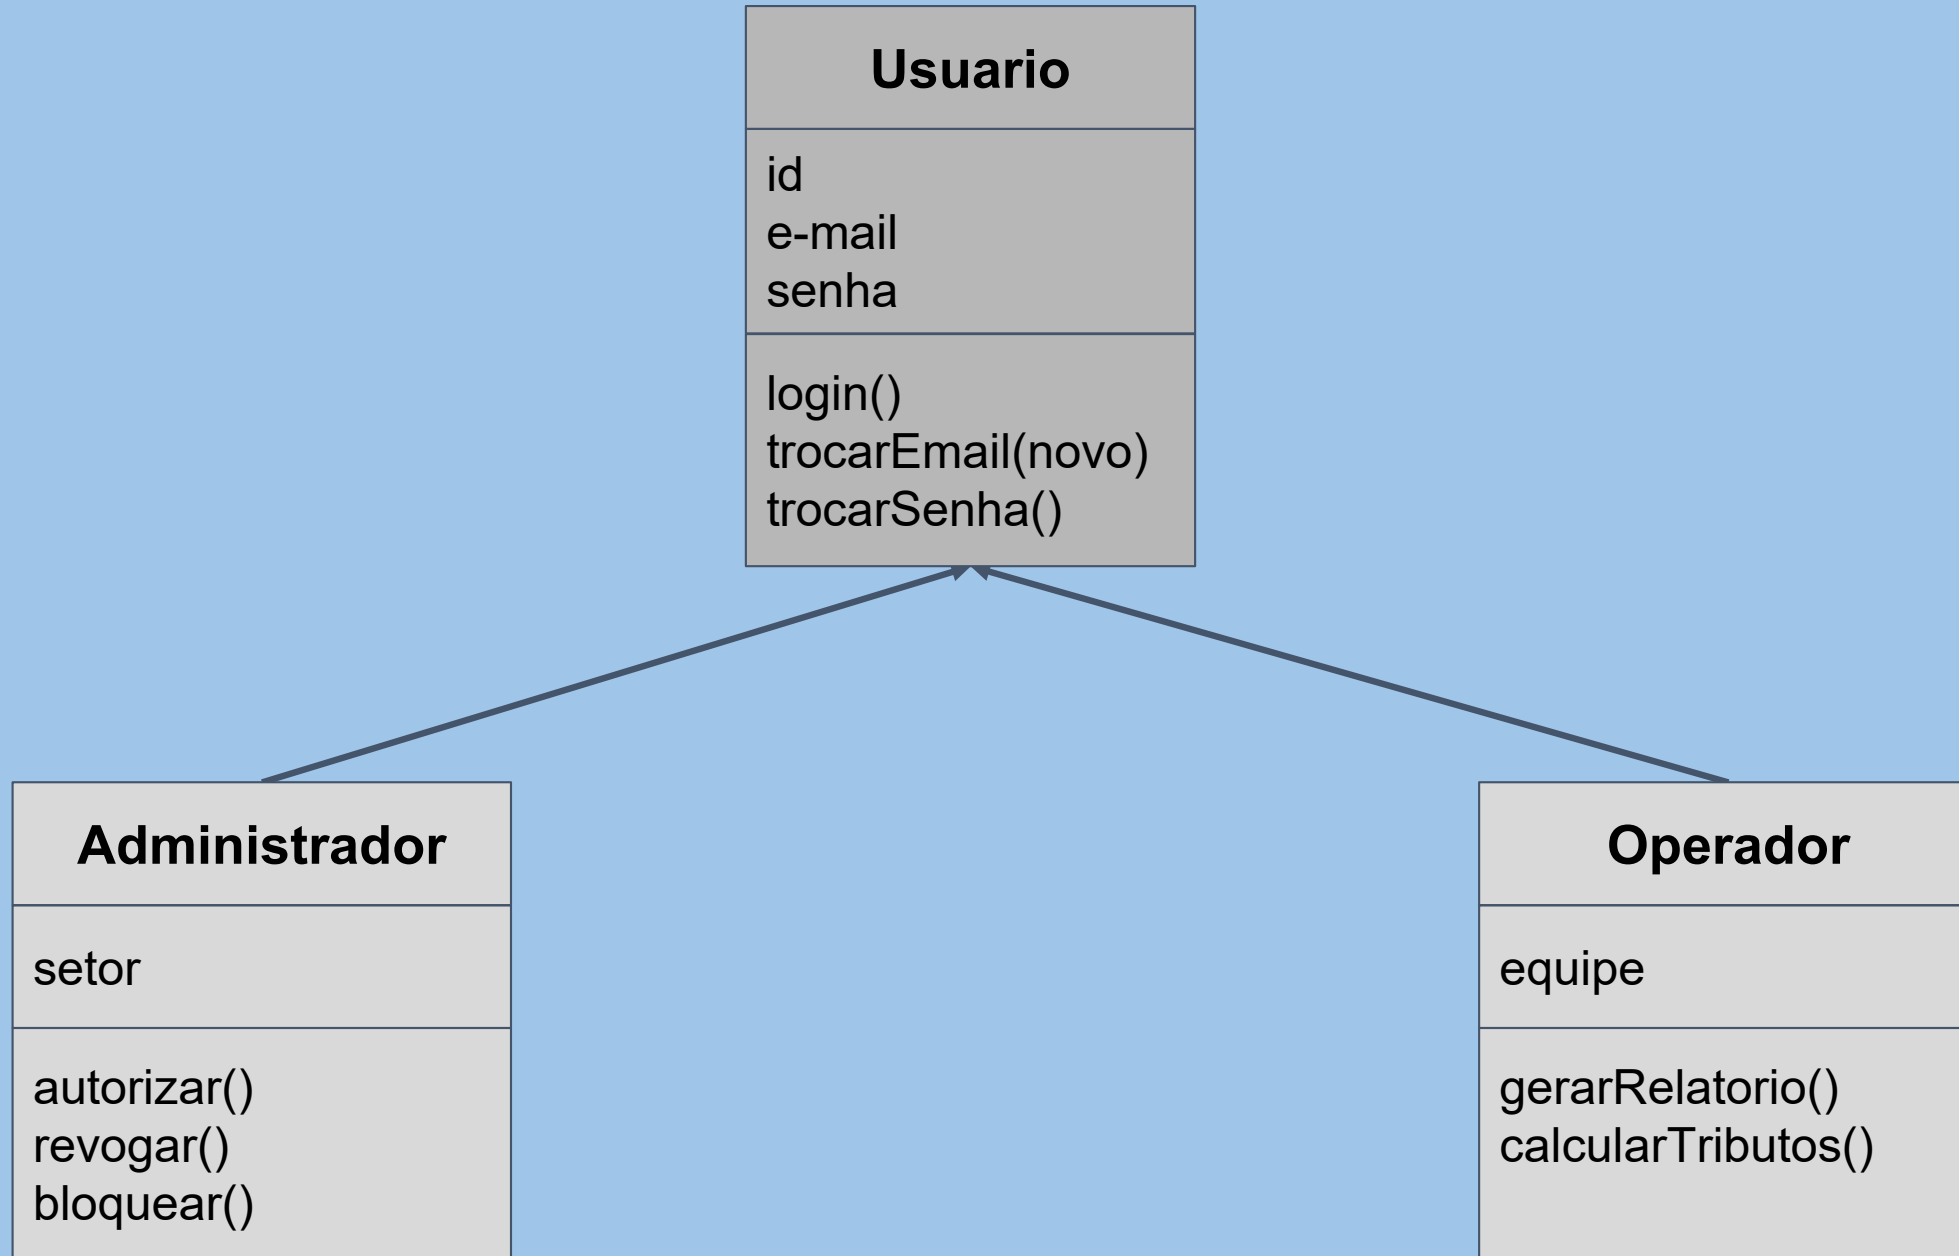 Usuario
id
e-mail
senha
login()
trocarEmail(novo)
trocarSenha()
Administrador
setor
autorizar()
revogar()
bloquear()
Operador
equipe
gerarRelatorio()
calcularTributos()